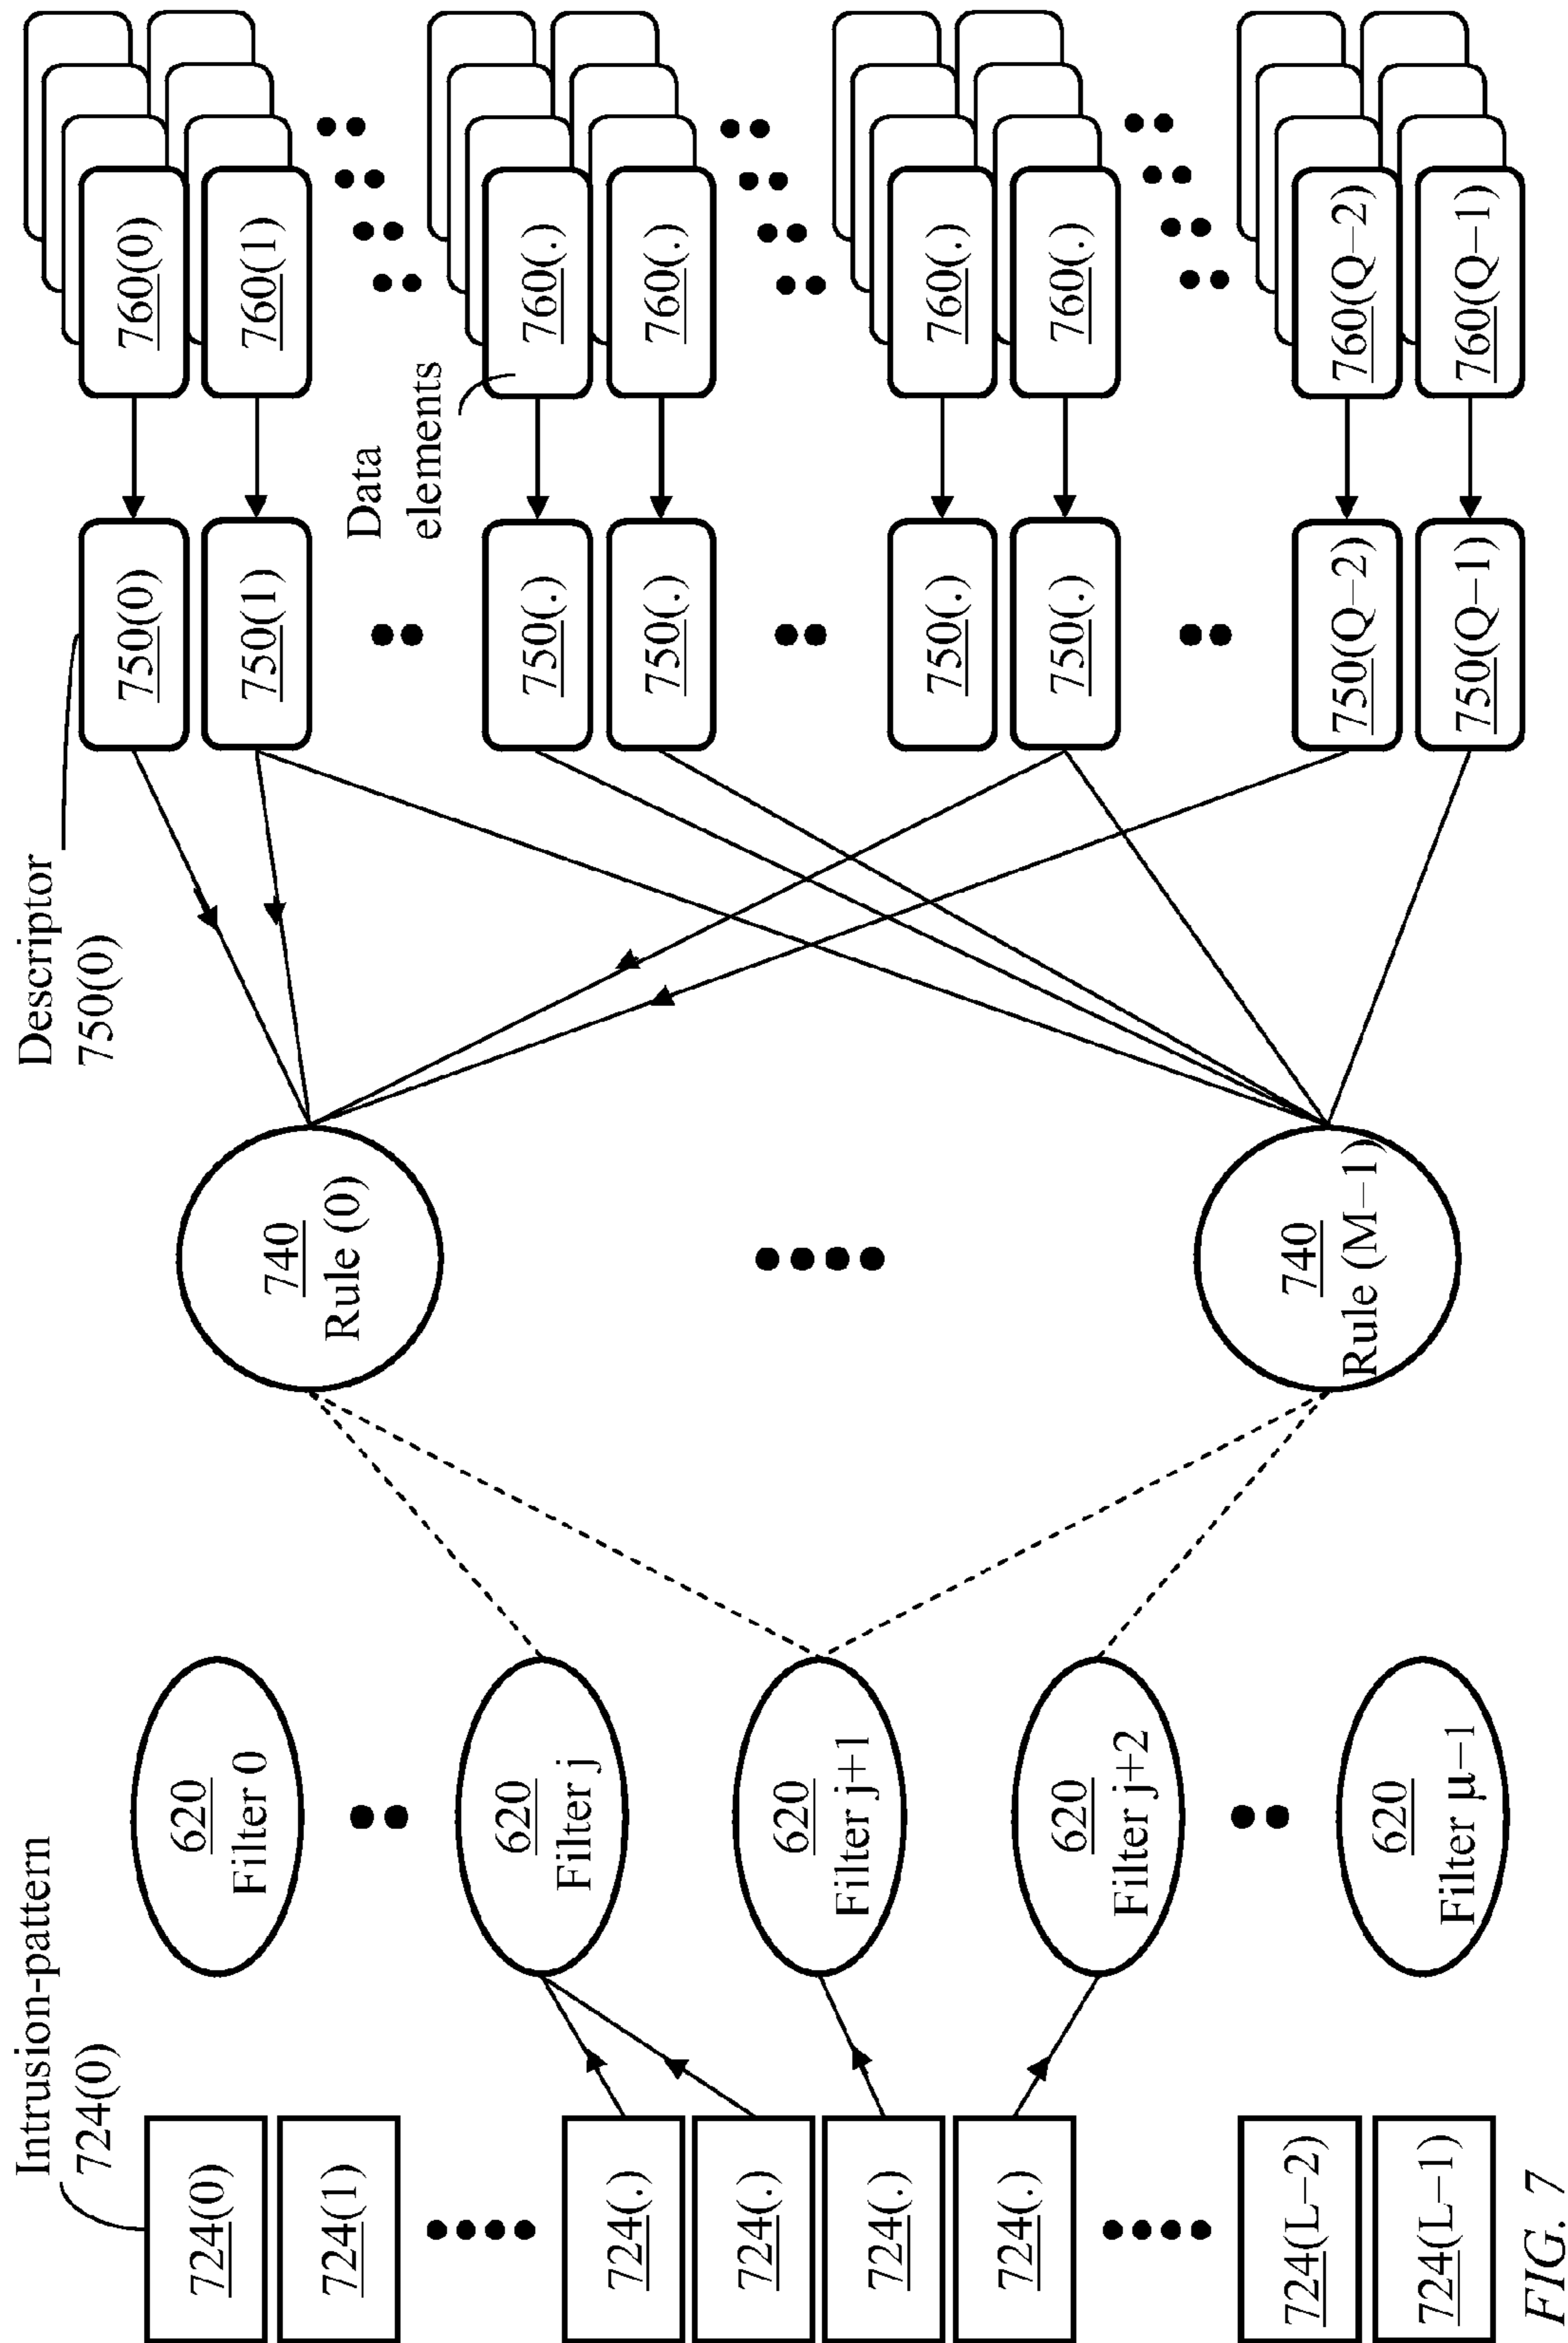 Intrusion-pattern
724(0)
724(0)
724(1)
724(.)
724(.)
724(.)
724(.)
724(L−2)
724(L−1)
620
Filter 0
620
Filter j
620
Filter j+1
620
Filter j+2
620
Filter μ−1
740
Rule (0)
740
Rule (M−1)
Descriptor
750(0)
750(0)
750(1)
750(.)
750(.)
750(.)
750(.)
750(Q−2)
750(Q−1)
Data
elements
760(0)
760(1)
760(.)
760(.)
760(.)
760(.)
760(Q−2)
760(Q−1)
FIG. 7